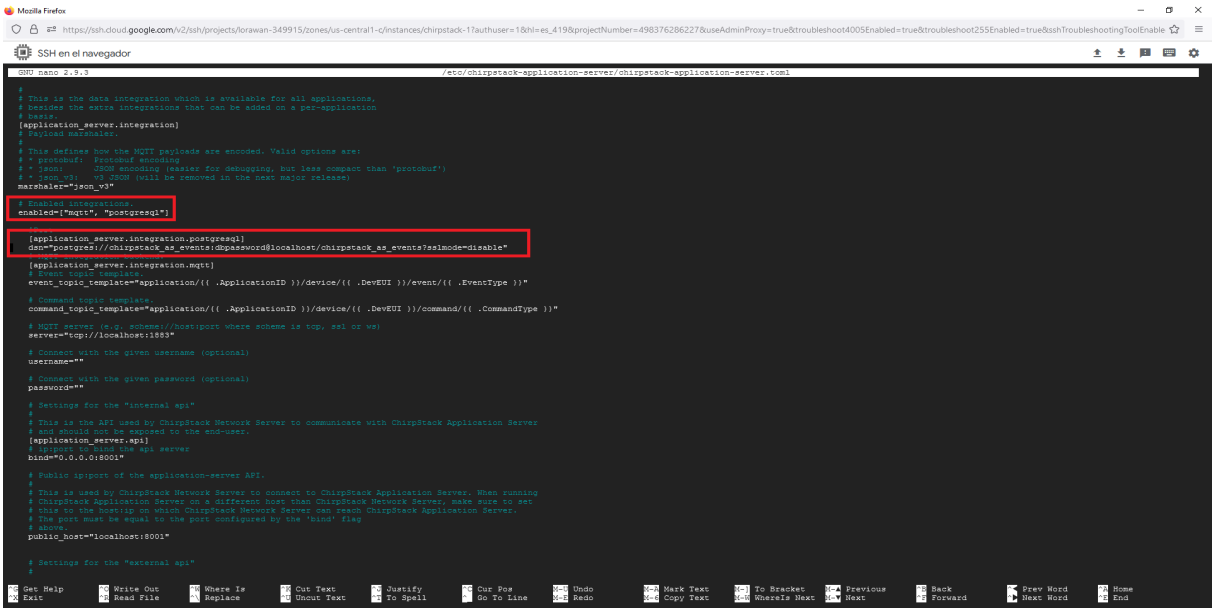 Mozilla Firefox
https://ssh.cloud.google.com/v2/ssh/projects/lorawan-349915/zones/us-central1-c/instances/chirpstack-1?authuser=1&hl=es_419&projectNumber=498376286227&useAdminProxy=true&troubleshoot4005Enabled=true&troubleshoot255Enabled=true&sshTroubleshootingToolEnable
SSH en el navegador
GNU nano 2.9.3 /etc/chirpstack-application-server/chirpstack-application-server.toml
#
# This is the data integration which is available for all applications,
# besides the extra integrations that can be added on a per-application
# basis.
[application_server.integration]
# Payload marshaler.
#
# This defines how the MQTT payloads are encoded. Valid options are:
# * protobuf: Protobuf encoding
# * json: JSON encoding (easier for debugging, but less compact than 'protobuf')
# * json_v3: v3 JSON (will be removed in the next major release)
marshaler="json_v3"
# Enabled integrations.
enabled=["mqtt", "postgresql"]
[application_server.integration.postgresql]
dsn="postgres://chirpstack_as_events:dbpassword@localhost/chirpstack_as_events?sslmode=disable"
# MQTT integration backend.
[application_server.integration.mqtt]
# Event topic template.
event_topic_template="application/{{ .ApplicationID }}/device/{{ .DevEUI }}/event/{{ .EventType }}"
# Command topic template.
command_topic_template="application/{{ .ApplicationID }}/device/{{ .DevEUI }}/command/{{ .CommandType }}"
# MQTT server (e.g. scheme://host:port where scheme is tcp, ssl or ws)
server="tcp://localhost:1883"
# Connect with the given username (optional)
username=""
# Connect with the given password (optional)
password=""
# Settings for the "internal api"
#
# This is the API used by ChirpStack Network Server to communicate with ChirpStack Application Server
# and should not be exposed to the end-user.
[application_server.api]
# ip:port to bind the api server
bind="0.0.0.0:8001"
# Public ip:port of the application-server API.
#
# This is used by ChirpStack Network Server to connect to ChirpStack Application Server. When running
# ChirpStack Application Server on a different host than ChirpStack Network Server, make sure to set
# this to the host:ip on which ChirpStack Network Server can reach ChirpStack Application Server.
# The port must be equal to the port configured by the 'bind' flag
# above.
public_host="localhost:8001"
# Settings for the "external api"
#
^G Get Help ^O Write Out ^W Where Is ^K Cut Text ^J Justify ^C Cur Pos M-U Undo M-A Mark Text M-] To Bracket M-▲ Previous ^B Back ^◀ Prev Word ^A Home
^X Exit ^R Read File ^\ Replace ^U Uncut Text ^T To Spell ^_ Go To Line M-E Redo M-6 Copy Text M-W WhereIs Next M-▼ Next ^F Forward ^▶ Next Word ^E End